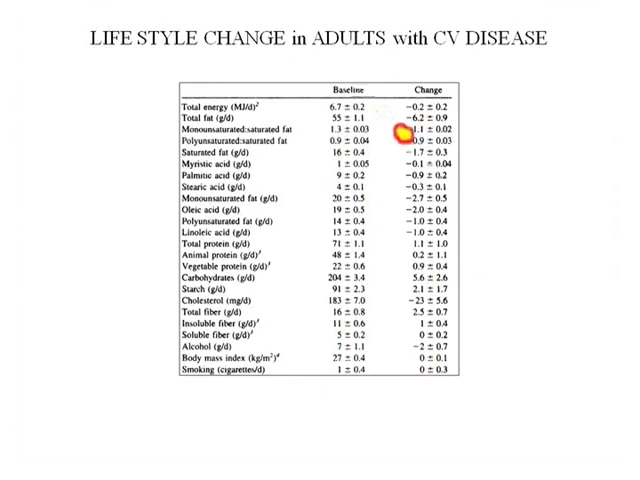 LIFE STYLE CHANGE in ADULTS with CV DISEASE
Baseline Change
Total energy (MJ/d)² 6.7 ± 0.2 −0.2 ± 0.2
Total fat (g/d) 55 ± 1.1 −6.2 ± 0.9
Monounsaturated:saturated fat 1.3 ± 0.03 1.1 ± 0.02
Polyunsaturated:saturated fat 0.9 ± 0.04 0.9 ± 0.03
Saturated fat (g/d) 16 ± 0.4 −1.7 ± 0.3
Myristic acid (g/d) 1 ± 0.05 −0.1 ± 0.04
Palmitic acid (g/d) 9 ± 0.2 −0.9 ± 0.2
Stearic acid (g/d) 4 ± 0.1 −0.3 ± 0.1
Monounsaturated fat (g/d) 20 ± 0.5 −2.7 ± 0.5
Oleic acid (g/d) 19 ± 0.5 −2.0 ± 0.4
Polyunsaturated fat (g/d) 14 ± 0.4 −1.0 ± 0.4
Linoleic acid (g/d) 13 ± 0.4 −1.0 ± 0.4
Total protein (g/d) 71 ± 1.1 1.1 ± 1.0
Animal protein (g/d) 48 ± 1.4 0.2 ± 1.1
Vegetable protein (g/d) 22 ± 0.6 0.9 ± 0.4
Carbohydrates (g/d) 204 ± 3.4 5.6 ± 2.6
Starch (g/d) 91 ± 2.3 2.1 ± 1.7
Cholesterol (mg/d) 183 ± 7.0 −23 ± 5.6
Total fiber (g/d) 16 ± 0.8 2.5 ± 0.7
Insoluble fiber (g/d) 11 ± 0.6 1 ± 0.4
Soluble fiber (g/d) 5 ± 0.2 0 ± 0.2
Alcohol (g/d) 7 ± 1.1 −2 ± 0.7
Body mass index (kg/m²) 27 ± 0.4 0 ± 0.1
Smoking (cigarettes/d) 1 ± 0.4 0 ± 0.3